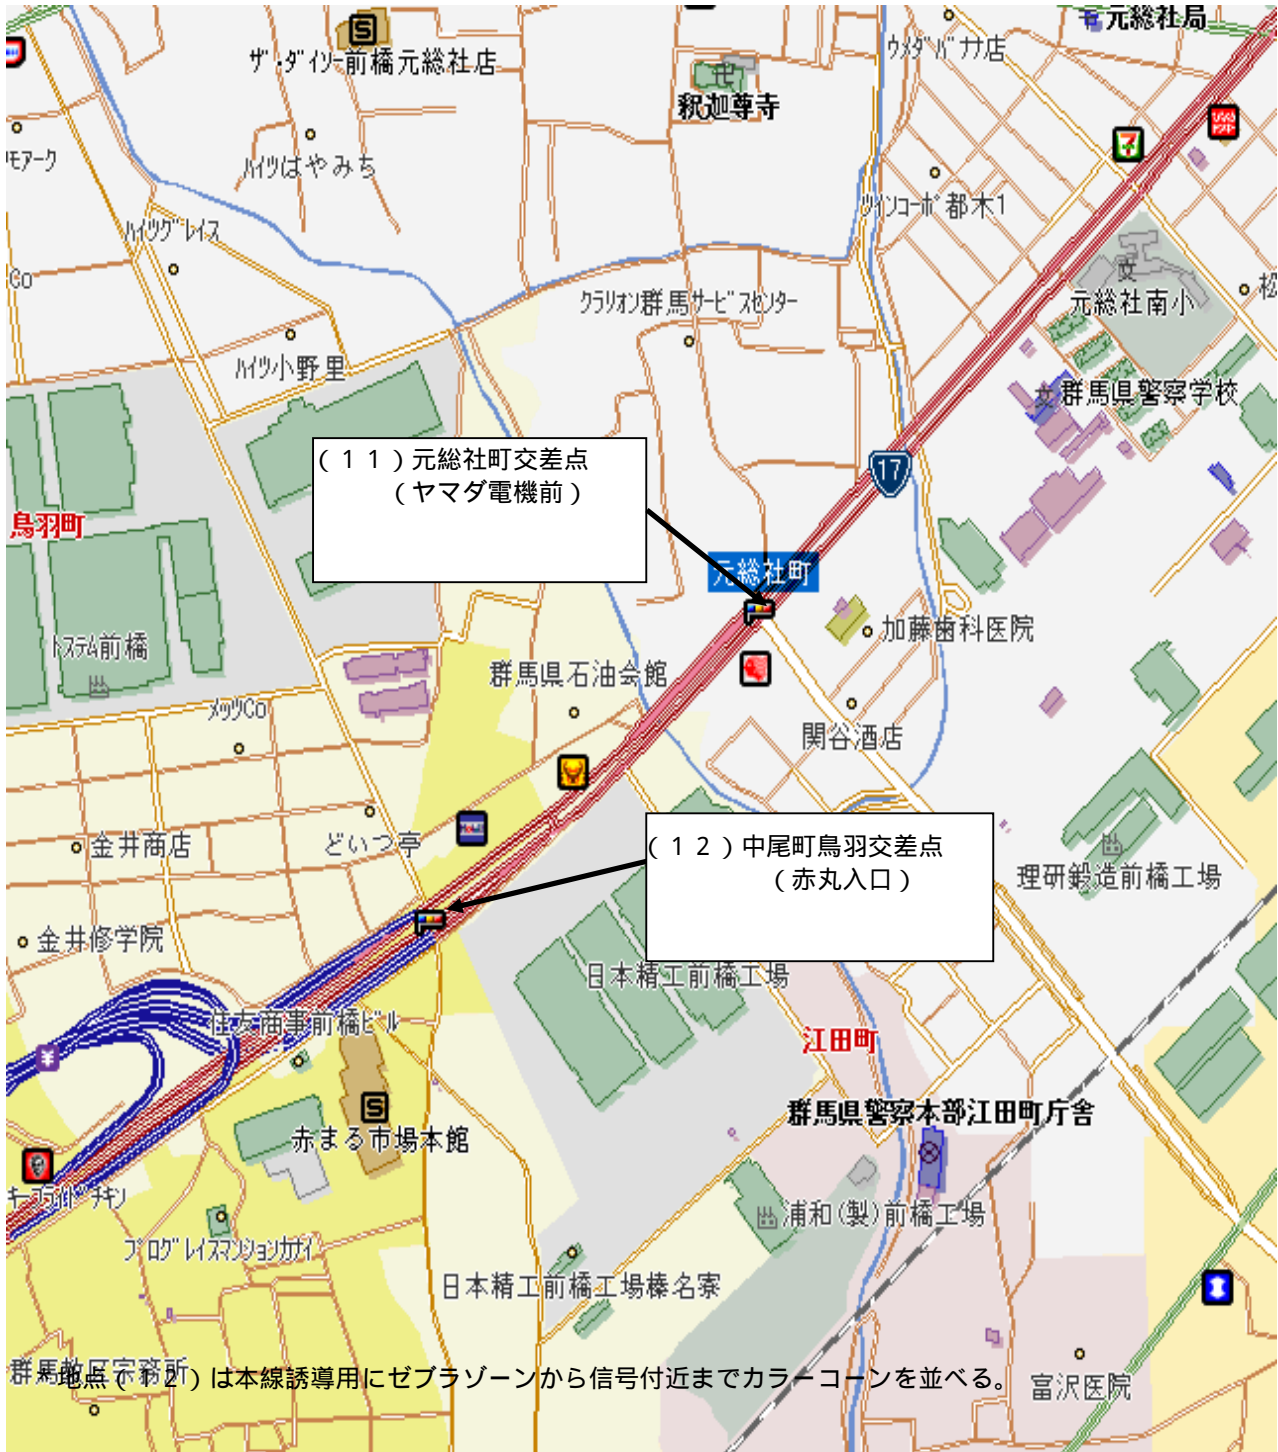 元総社局
ザ・ダイソー前橋元総社店
ウメダバナナ店
釈迦尊寺
モアーク
ハイツはやみち
ツインコーポ都木1
ハイツグレイス
Co
クラリオン群馬サービスセンター
元総社南小
松
ハイツ小野里
群馬県警察学校
(11)元総社町交差点
(ヤマダ電機前)
17
鳥羽町
元総社町
加藤歯科医院
トステム前橋
群馬県石油会館
メッツCo
関谷酒店
金井商店
どいつ亭
(12)中尾町鳥羽交差点
(赤丸入口)
理研鍛造前橋工場
金井修学院
日本精工前橋工場
住友商事前橋ビル
江田町
群馬県警察本部江田町庁舎
赤まる市場本館
浦和(製)前橋工場
プログレイスマンションカサイ
日本精工前橋工場榛名寮
群馬教区宗務所
*地点(12)は本線誘導用にゼブラゾーンから信号付近までカラーコーンを並べる。
富沢医院